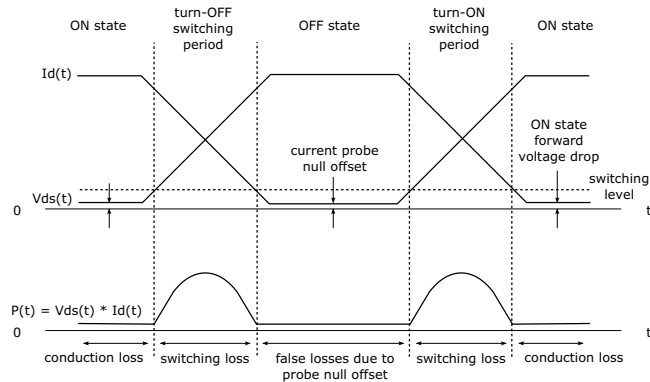 ON state
turn-OFF
switching
period
OFF state
turn-ON
switching
period
ON state
Id(t)
current probe
null offset
ON state
forward
voltage drop
switching
level
Vds(t)
0
t
P(t) = Vds(t) * Id(t)
0
t
conduction loss
switching loss
false losses due to
probe null offset
switching loss
conduction loss